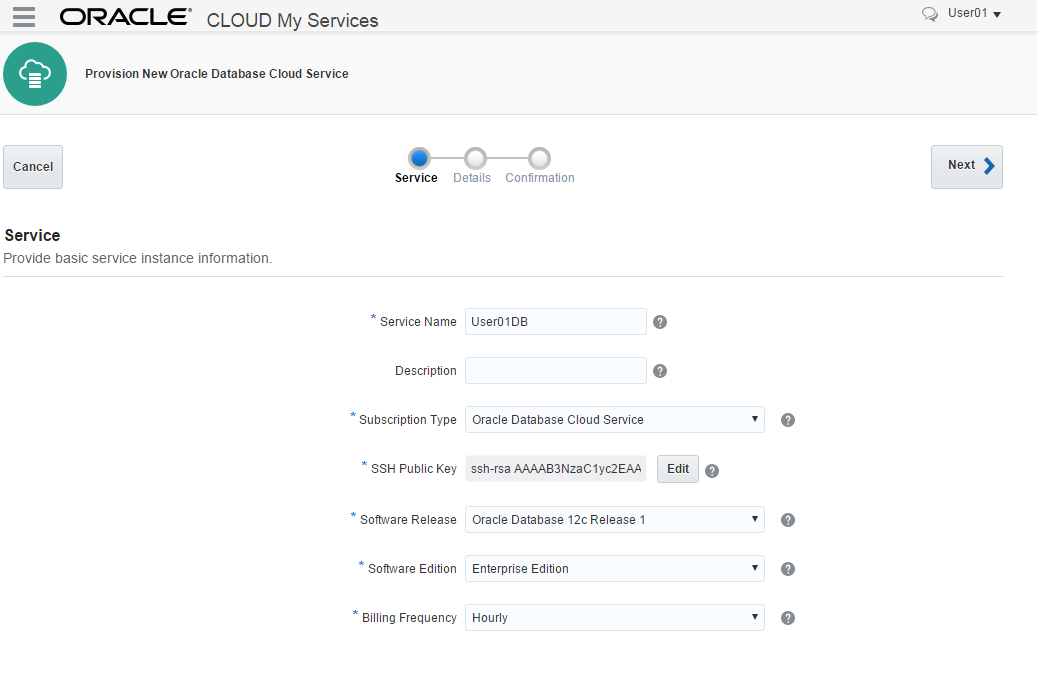 ORACLE® CLOUD My Services
User01
Provision New Oracle Database Cloud Service
Cancel
Service
Details
Confirmation
Next
Service
Provide basic service instance information.
* Service Name User01DB ?
Description ?
* Subscription Type Oracle Database Cloud Service ?
* SSH Public Key ssh-rsa AAAAB3NzaC1yc2EAA Edit ?
* Software Release Oracle Database 12c Release 1 ?
* Software Edition Enterprise Edition ?
* Billing Frequency Hourly ?